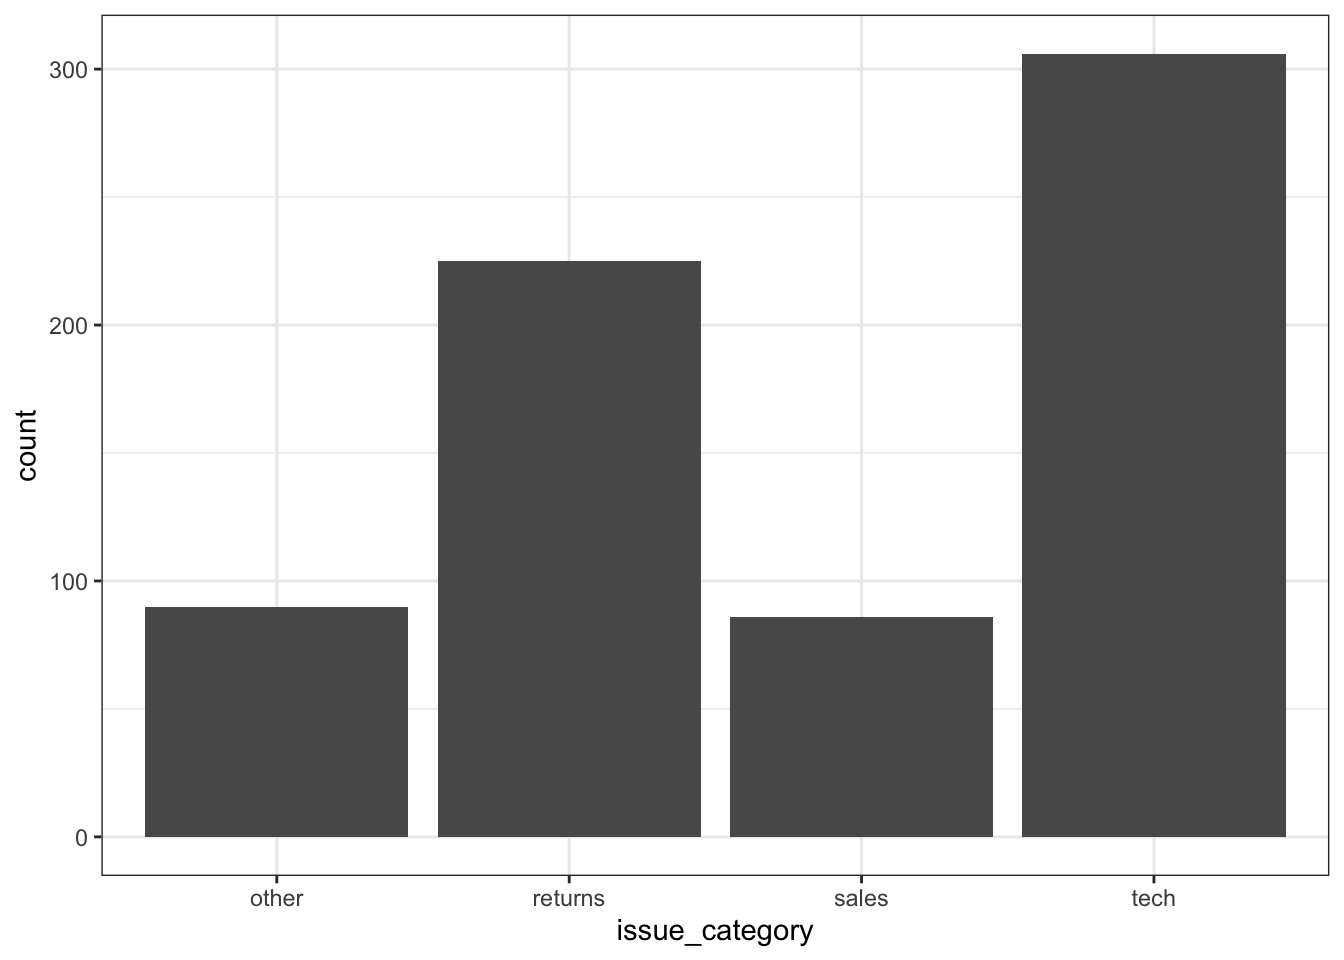 300
200
100
0
count
other returns sales tech
issue_category